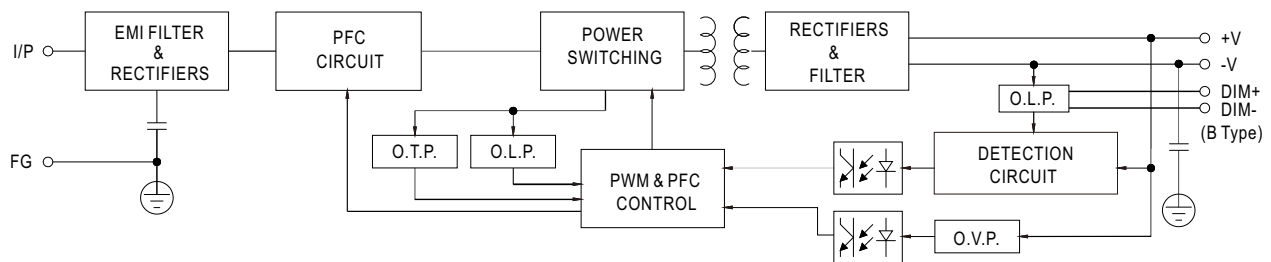 I/P
EMI FILTER
&
RECTIFIERS
PFC
CIRCUIT
POWER
SWITCHING
RECTIFIERS
&
FILTER
+V
-V
DIM+
DIM-
(B Type)
O.L.P.
FG
O.T.P.
O.L.P.
PWM & PFC
CONTROL
DETECTION
CIRCUIT
O.V.P.